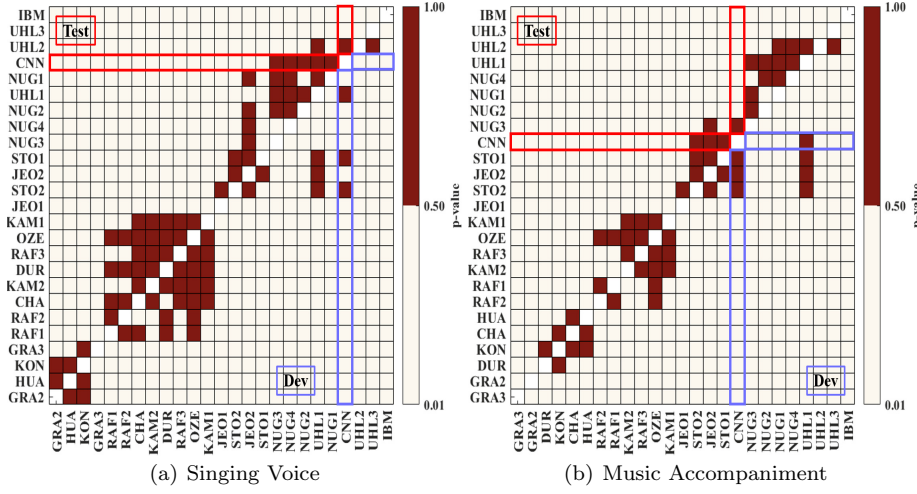 IBM
UHL3
UHL2
CNN
NUG1
UHL1
NUG2
NUG4
NUG3
STO1
JEO2
STO2
JEO1
KAM1
OZE
RAF3
DUR
KAM2
CHA
RAF2
RAF1
GRA3
KON
HUA
GRA2
Test
Dev
GRA2 HUA KON GRA3 RAF1 RAF2 CHA KAM2 DUR RAF3 OZE KAM1 JEO1 STO2 JEO2 STO1 NUG3 NUG4 NUG2 UHL1 NUG1 CNN UHL2 UHL3 IBM
1.00
0.50
0.01
p-value
(a) Singing Voice
IBM
UHL3
UHL2
UHL1
NUG4
NUG1
NUG2
NUG3
CNN
STO1
JEO2
STO2
JEO1
KAM1
OZE
RAF3
KAM2
RAF1
RAF2
HUA
CHA
KON
DUR
GRA2
GRA3
Test
Dev
GRA3 GRA2 DUR KON CHA HUA RAF2 RAF1 KAM2 RAF3 OZE KAM1 JEO1 STO2 JEO2 STO1 CNN NUG3 NUG2 NUG1 NUG4 UHL1 UHL2 UHL3 IBM
1.00
0.50
0.01
p-value
(b) Music Accompaniment